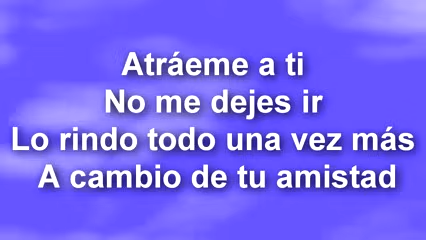 Atráeme a ti
No me dejes ir
Lo rindo todo una vez más
A cambio de tu amistad